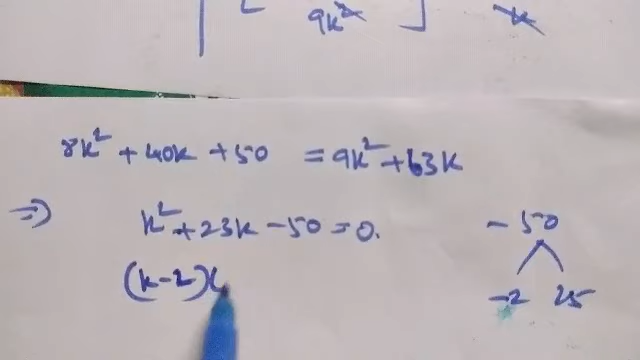 9k²
k
8k² + 40k + 50 = 9k² + 63k
⇒ k² + 23k - 50 = 0.
- 50
(k-2)(
-2 25